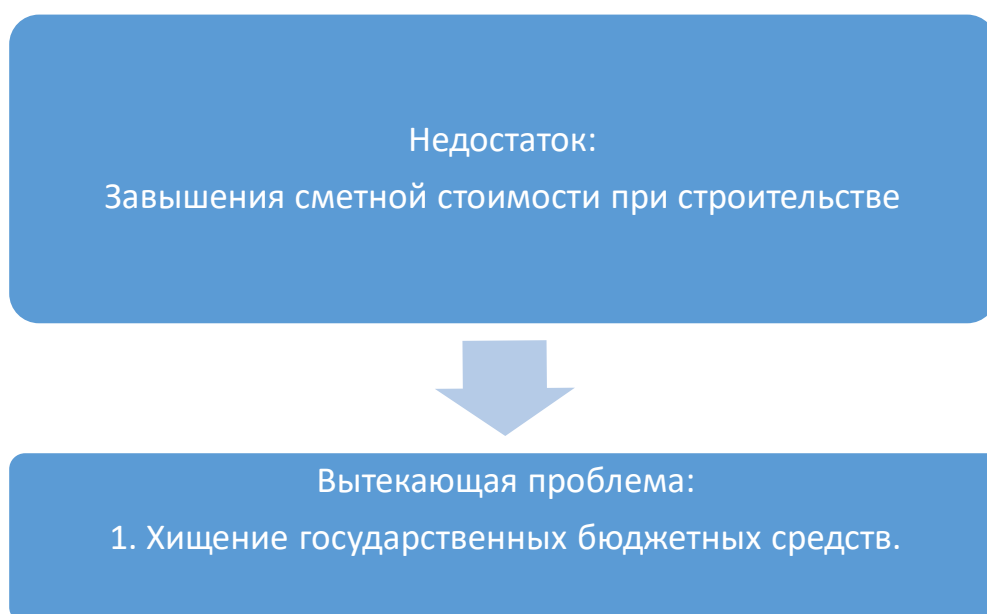 Недостаток:
Завышения сметной стоимости при строительстве
Вытекающая проблема:
1. Хищение государственных бюджетных средств.